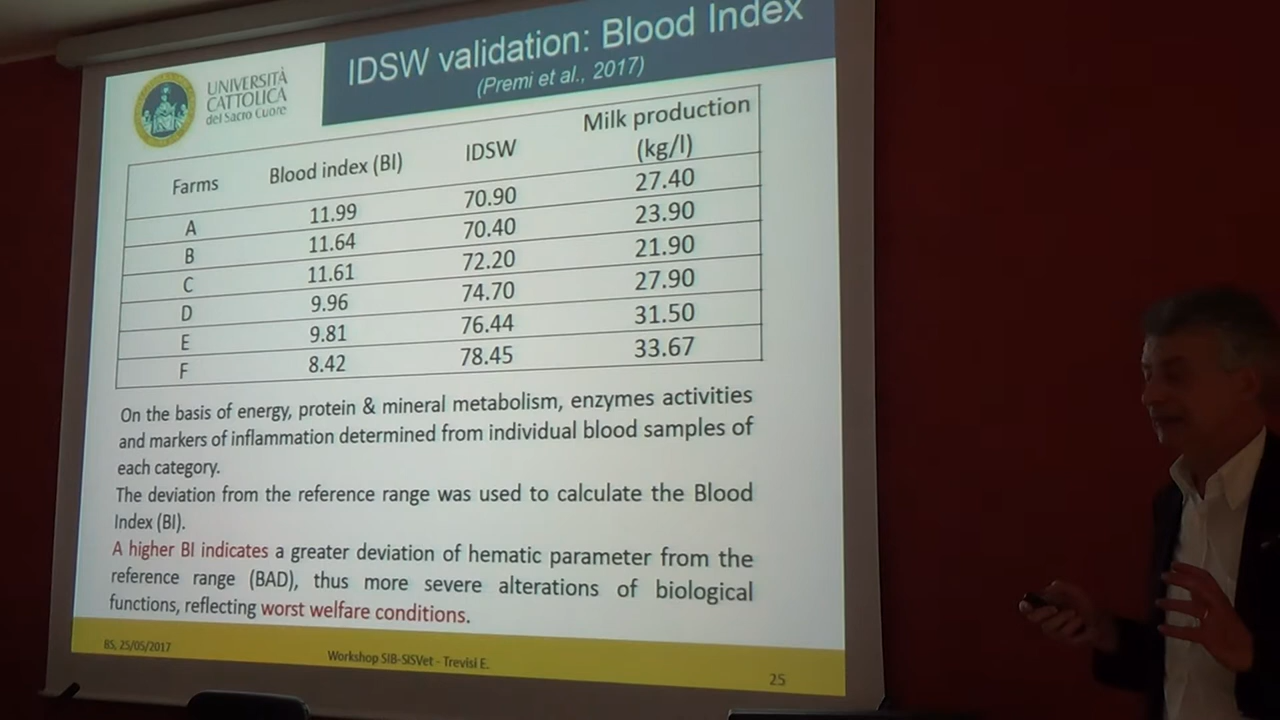 UNIVERSITÀ
CATTOLICA
del Sacro Cuore
IDSW validation: Blood Index
(Premi et al., 2017)
Farms Blood index (BI) IDSW Milk production (kg/l)
A 11.99 70.90 27.40
B 11.64 70.40 23.90
C 11.61 72.20 21.90
D 9.96 74.70 27.90
E 9.81 76.44 31.50
F 8.42 78.45 33.67
On the basis of energy, protein & mineral metabolism, enzymes activities
and markers of inflammation determined from individual blood samples of
each category.
The deviation from the reference range was used to calculate the Blood
Index (BI).
A higher BI indicates a greater deviation of hematic parameter from the
reference range (BAD), thus more severe alterations of biological
functions, reflecting worst welfare conditions.
BS, 25/05/2017
Workshop SIB-SISVet - Trevisi E.
25